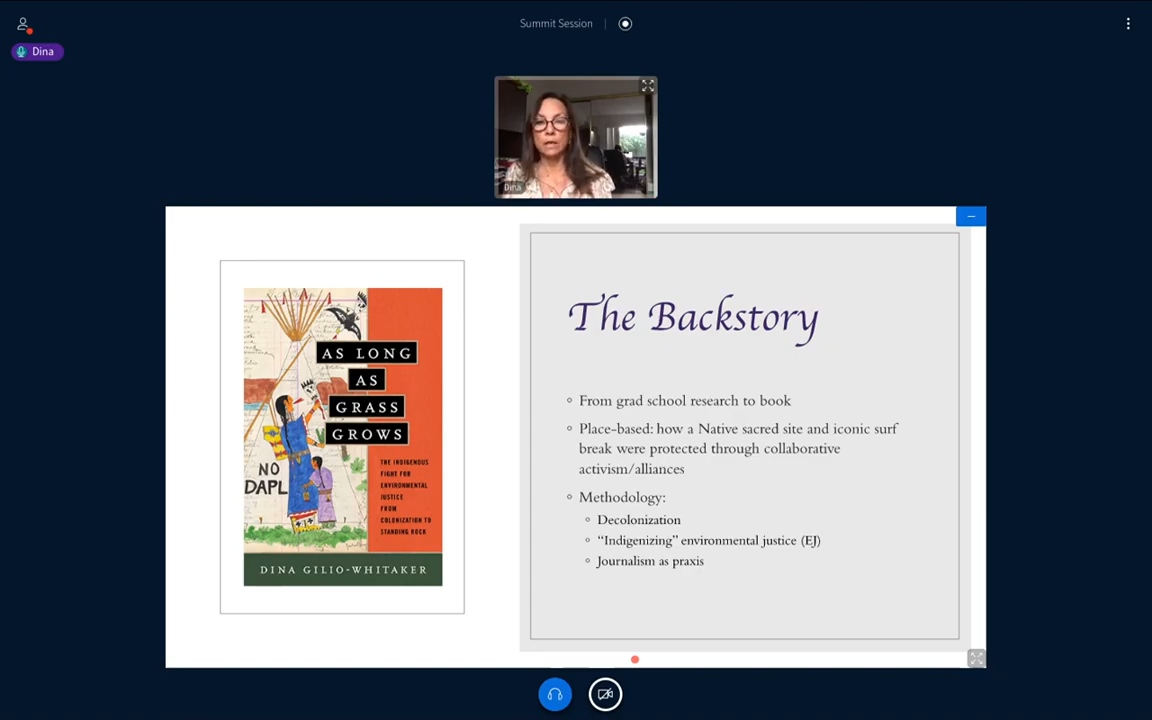 Summit Session
Dina
Dina
AS LONG
AS
GRASS
GROWS
NO
DAPL
THE INDIGENOUS
FIGHT FOR
ENVIRONMENTAL
JUSTICE
FROM
COLONIZATION TO
STANDING ROCK
DINA GILIO-WHITAKER
The Backstory
From grad school research to book
Place-based: how a Native sacred site and iconic surf
break were protected through collaborative
activism/alliances
Methodology:
Decolonization
“Indigenizing” environmental justice (EJ)
Journalism as praxis